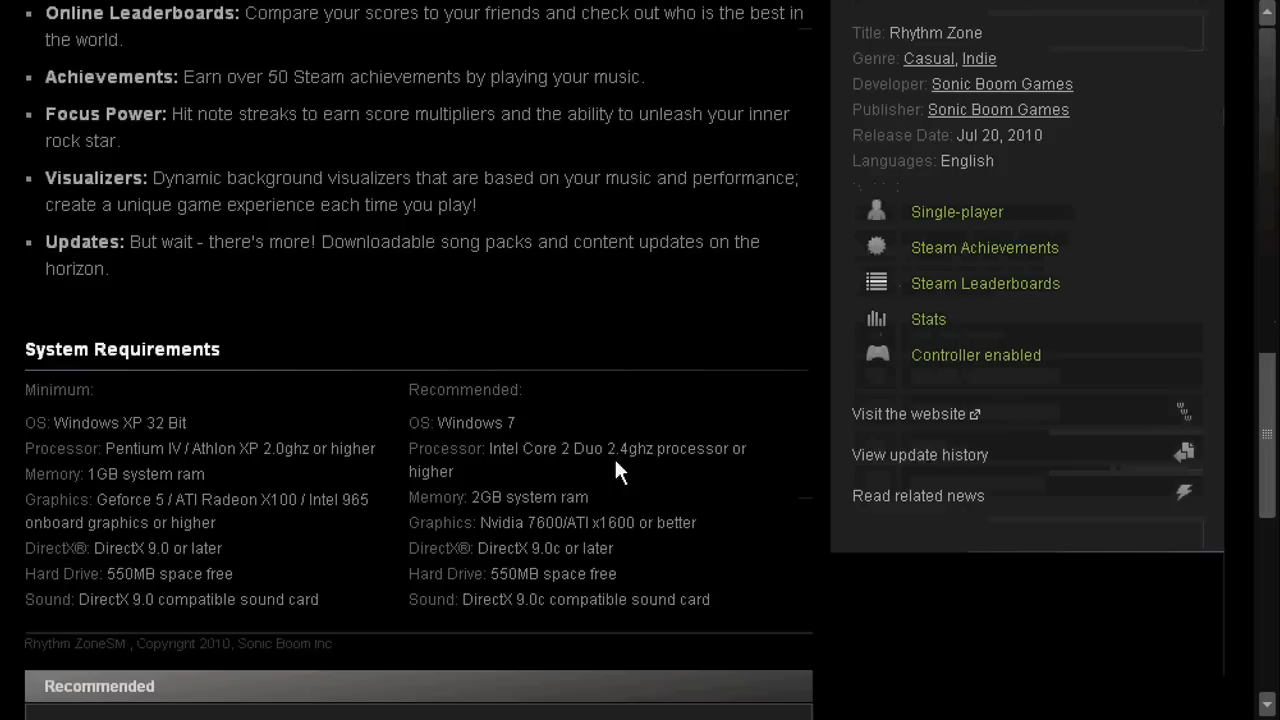 Online Leaderboards: Compare your scores to your friends and check out who is the best in
the world.
Achievements: Earn over 50 Steam achievements by playing your music.
Focus Power: Hit note streaks to earn score multipliers and the ability to unleash your inner
rock star.
Visualizers: Dynamic background visualizers that are based on your music and performance;
create a unique game experience each time you play!
Updates: But wait - there's more! Downloadable song packs and content updates on the
horizon.
System Requirements
Minimum:
OS: Windows XP 32 Bit
Processor: Pentium IV / Athlon XP 2.0ghz or higher
Memory: 1GB system ram
Graphics: Geforce 5 / ATI Radeon X100 / Intel 965
onboard graphics or higher
DirectX®: DirectX 9.0 or later
Hard Drive: 550MB space free
Sound: DirectX 9.0 compatible sound card
Recommended:
OS: Windows 7
Processor: Intel Core 2 Duo 2.4ghz processor or
higher
Memory: 2GB system ram
Graphics: Nvidia 7600/ATI x1600 or better
DirectX®: DirectX 9.0c or later
Hard Drive: 550MB space free
Sound: DirectX 9.0c compatible sound card
Rhythm ZoneSM , Copyright 2010, Sonic Boom Inc
Recommended
Title: Rhythm Zone
Genre: Casual, Indie
Developer: Sonic Boom Games
Publisher: Sonic Boom Games
Release Date: Jul 20, 2010
Languages: English
Single-player
Steam Achievements
Steam Leaderboards
Stats
Controller enabled
Visit the website
View update history
Read related news